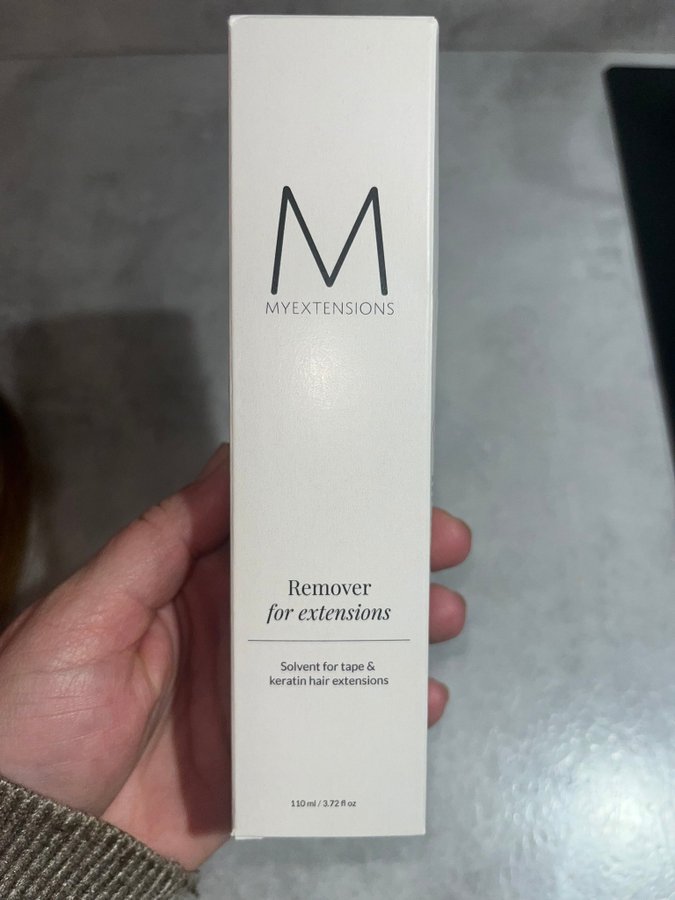 M
MYEXTENSIONS
Remover
for extensions
Solvent for tape &
keratin hair extensions
110 ml / 3.72 fl oz